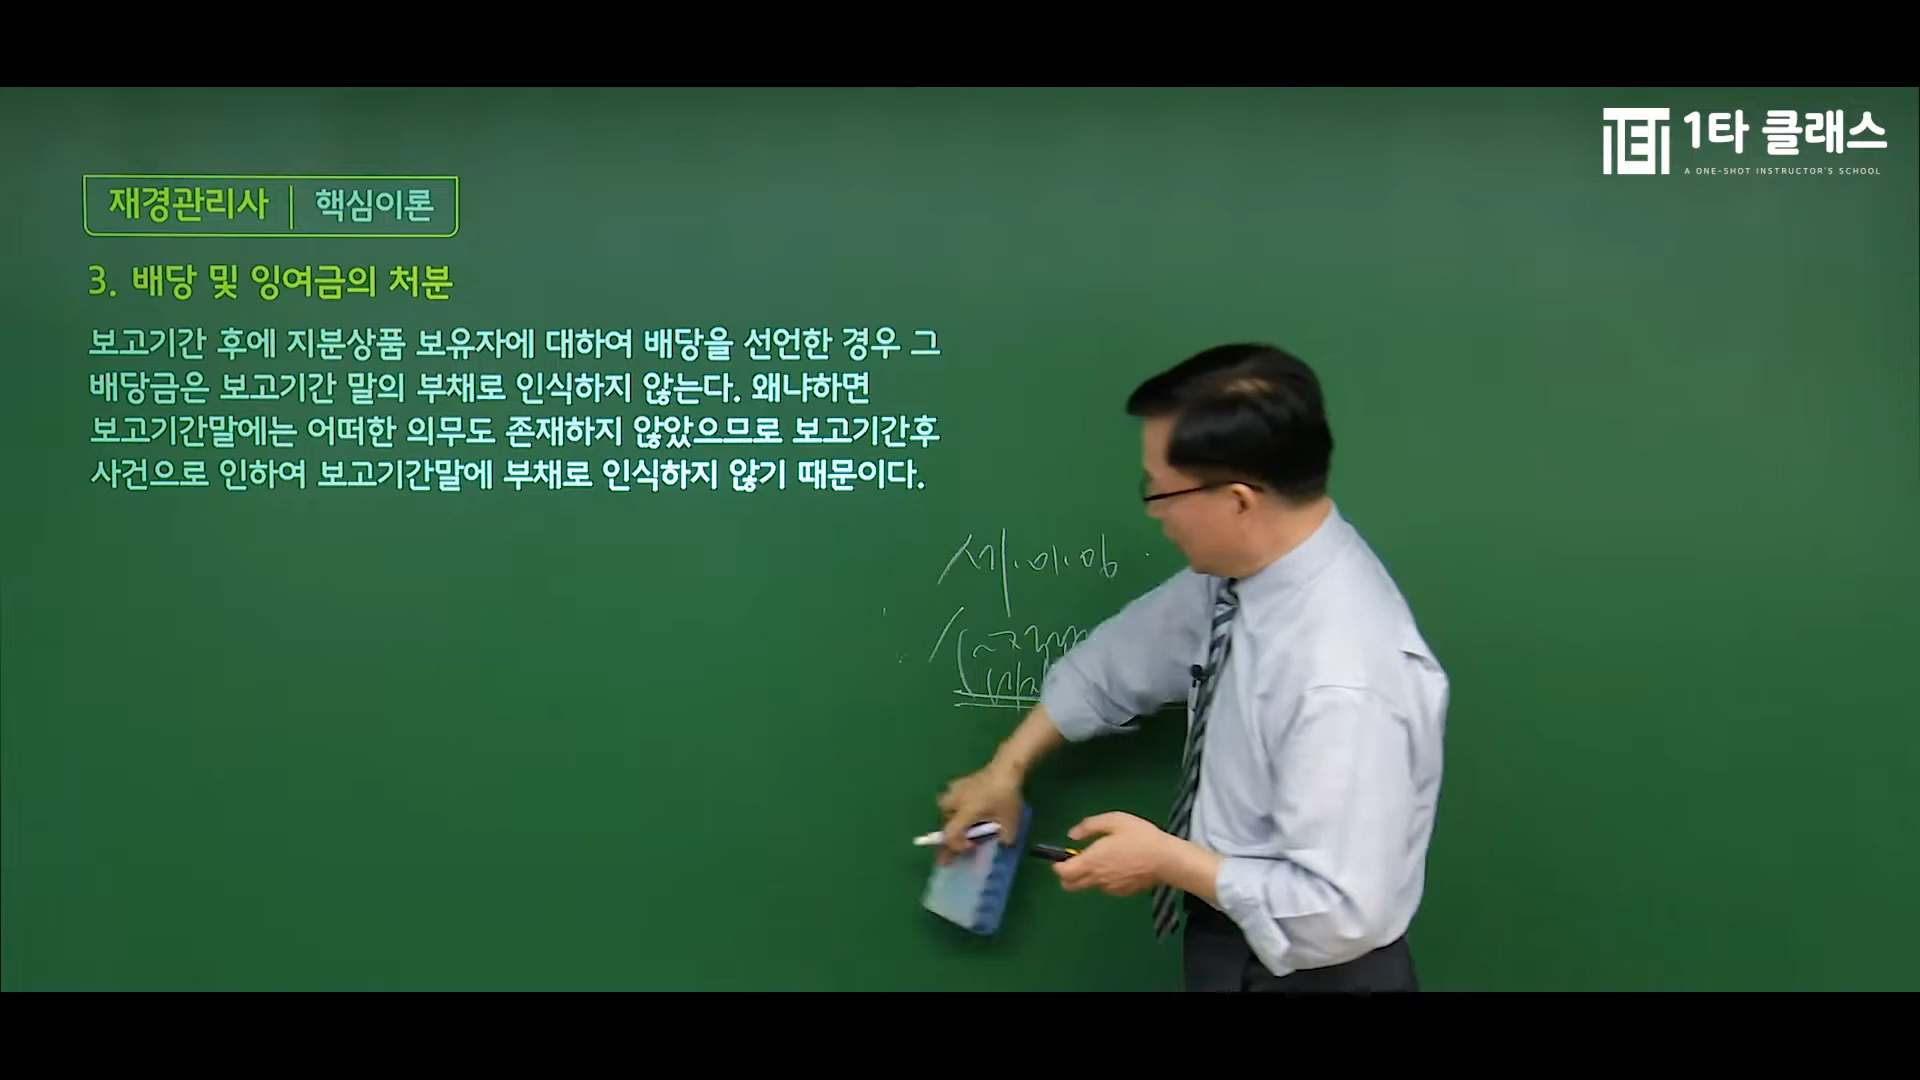 1타 클래스
A ONE-SHOT INSTRUCTOR'S SCHOOL
재경관리사 | 핵심이론
3. 배당 및 잉여금의 처분
보고기간 후에 지분상품 보유자에 대하여 배당을 선언한 경우 그
배당금은 보고기간 말의 부채로 인식하지 않는다. 왜냐하면
보고기간말에는 어떠한 의무도 존재하지 않았으므로 보고기간후
사건으로 인하여 보고기간말에 부채로 인식하지 않기 때문이다.